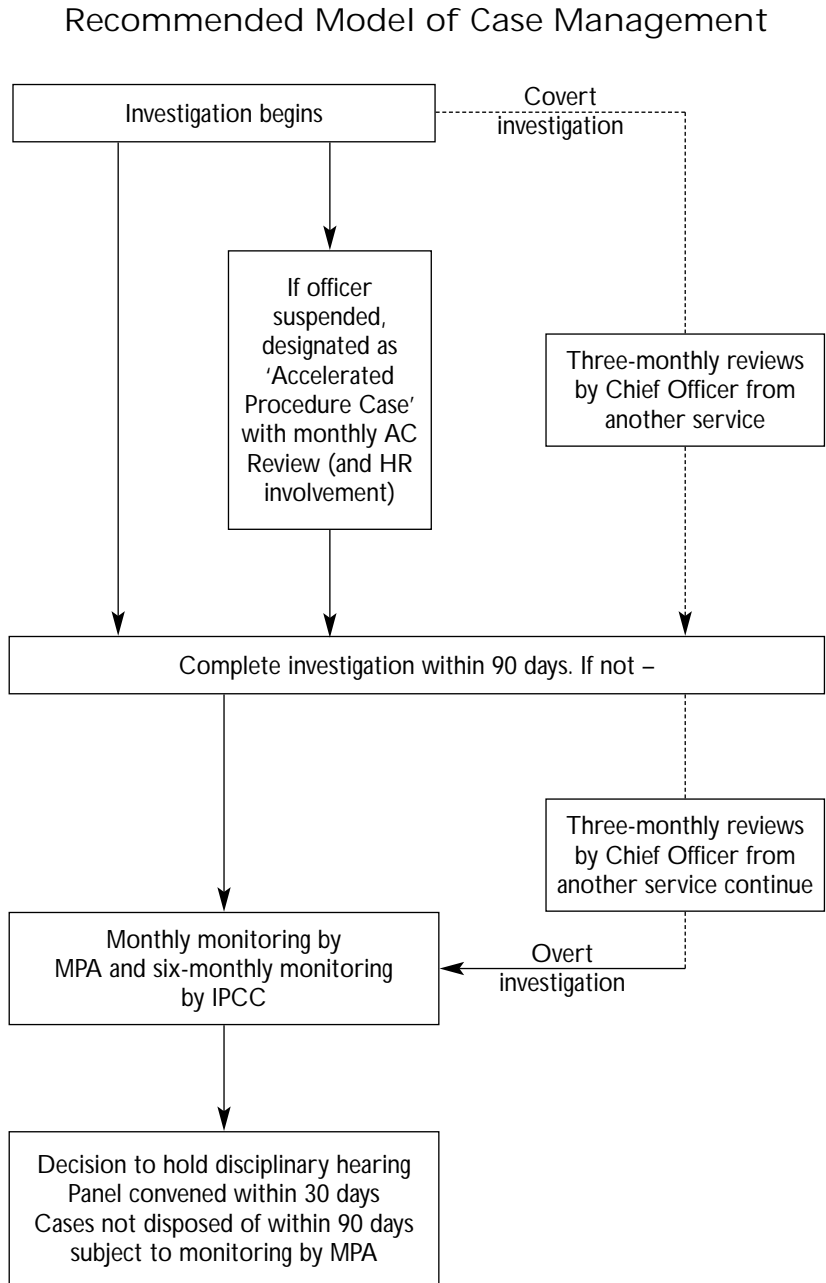 Recommended Model of Case Management
Investigation begins
Covert
investigation
If officer
suspended,
designated as
‘Accelerated
Procedure Case’
with monthly AC
Review (and HR
involvement)
Three-monthly reviews
by Chief Officer from
another service
Complete investigation within 90 days. If not –
Three-monthly reviews
by Chief Officer from
another service continue
Monthly monitoring by
MPA and six-monthly monitoring
by IPCC
Overt
investigation
Decision to hold disciplinary hearing
Panel convened within 30 days
Cases not disposed of within 90 days
subject to monitoring by MPA